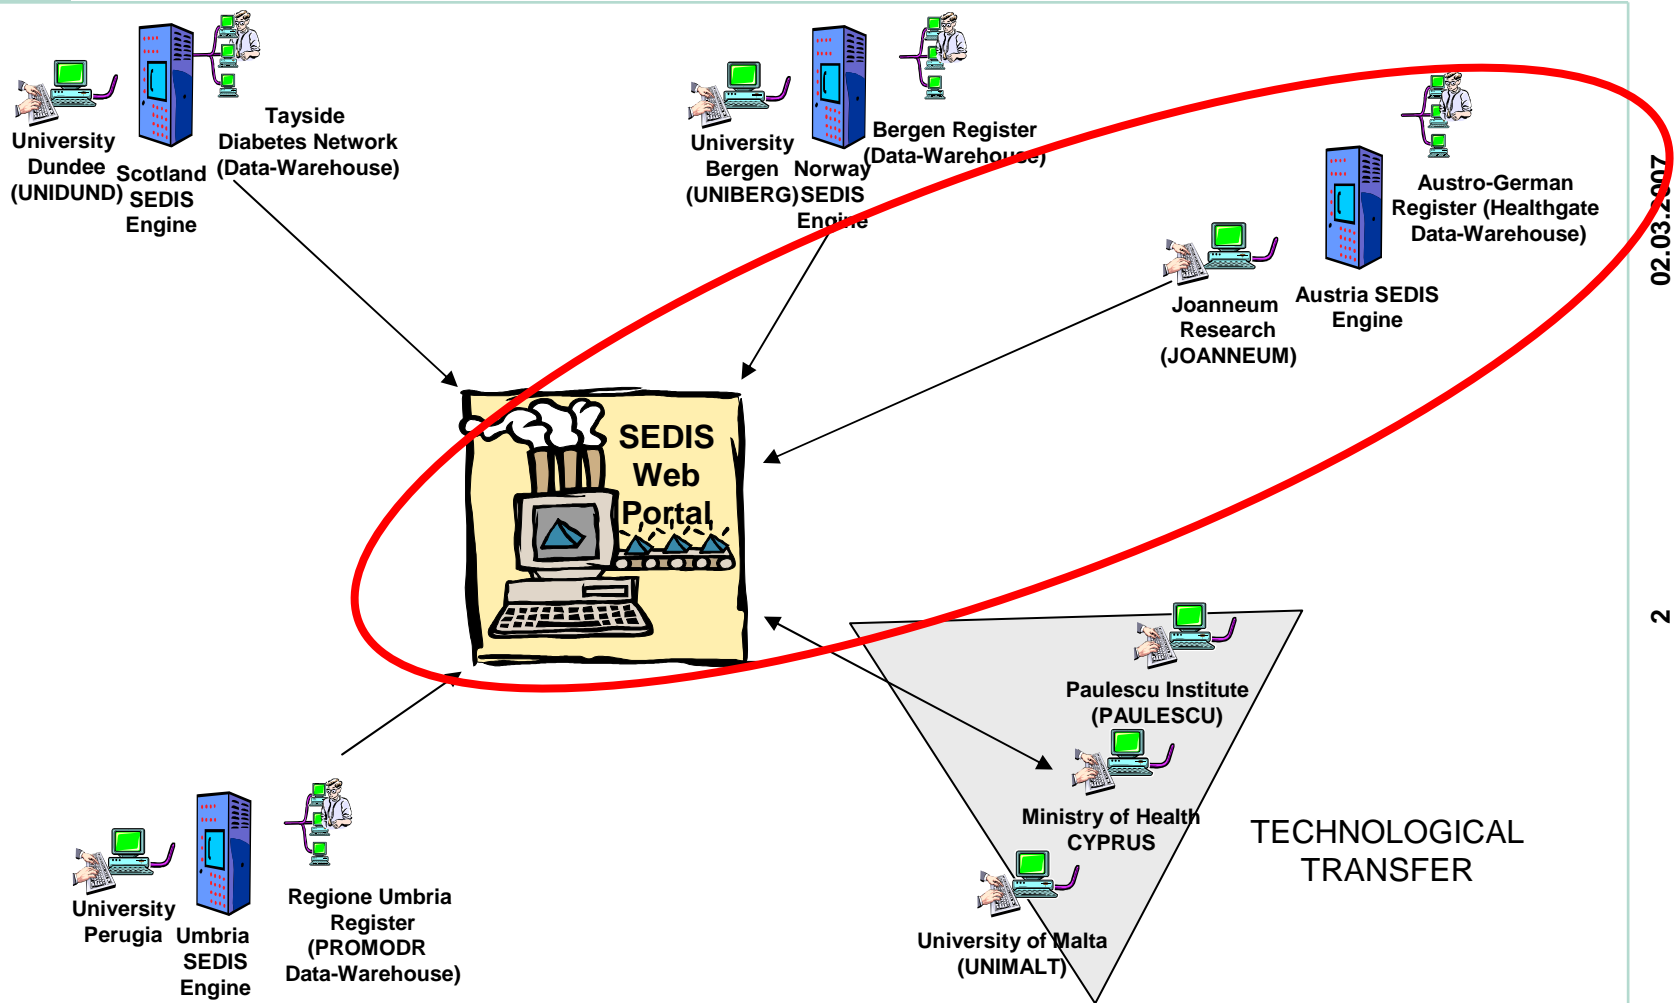 University
Dundee
(UNIDUND)
Scotland
SEDIS
Engine
Tayside
Diabetes Network
(Data-Warehouse)
University
Bergen
(UNIBERG)
Norway
SEDIS
Engine
Bergen Register
(Data-Warehouse)
Joanneum
Research
(JOANNEUM)
Austria SEDIS
Engine
Austro-German
Register (Healthgate
Data-Warehouse)
02.03.2007
2
SEDIS
Web
Portal
Paulescu Institute
(PAULESCU)
Ministry of Health
CYPRUS
University of Malta
(UNIMALT)
TECHNOLOGICAL
TRANSFER
University
Perugia
Umbria
SEDIS
Engine
Regione Umbria
Register
(PROMODR
Data-Warehouse)